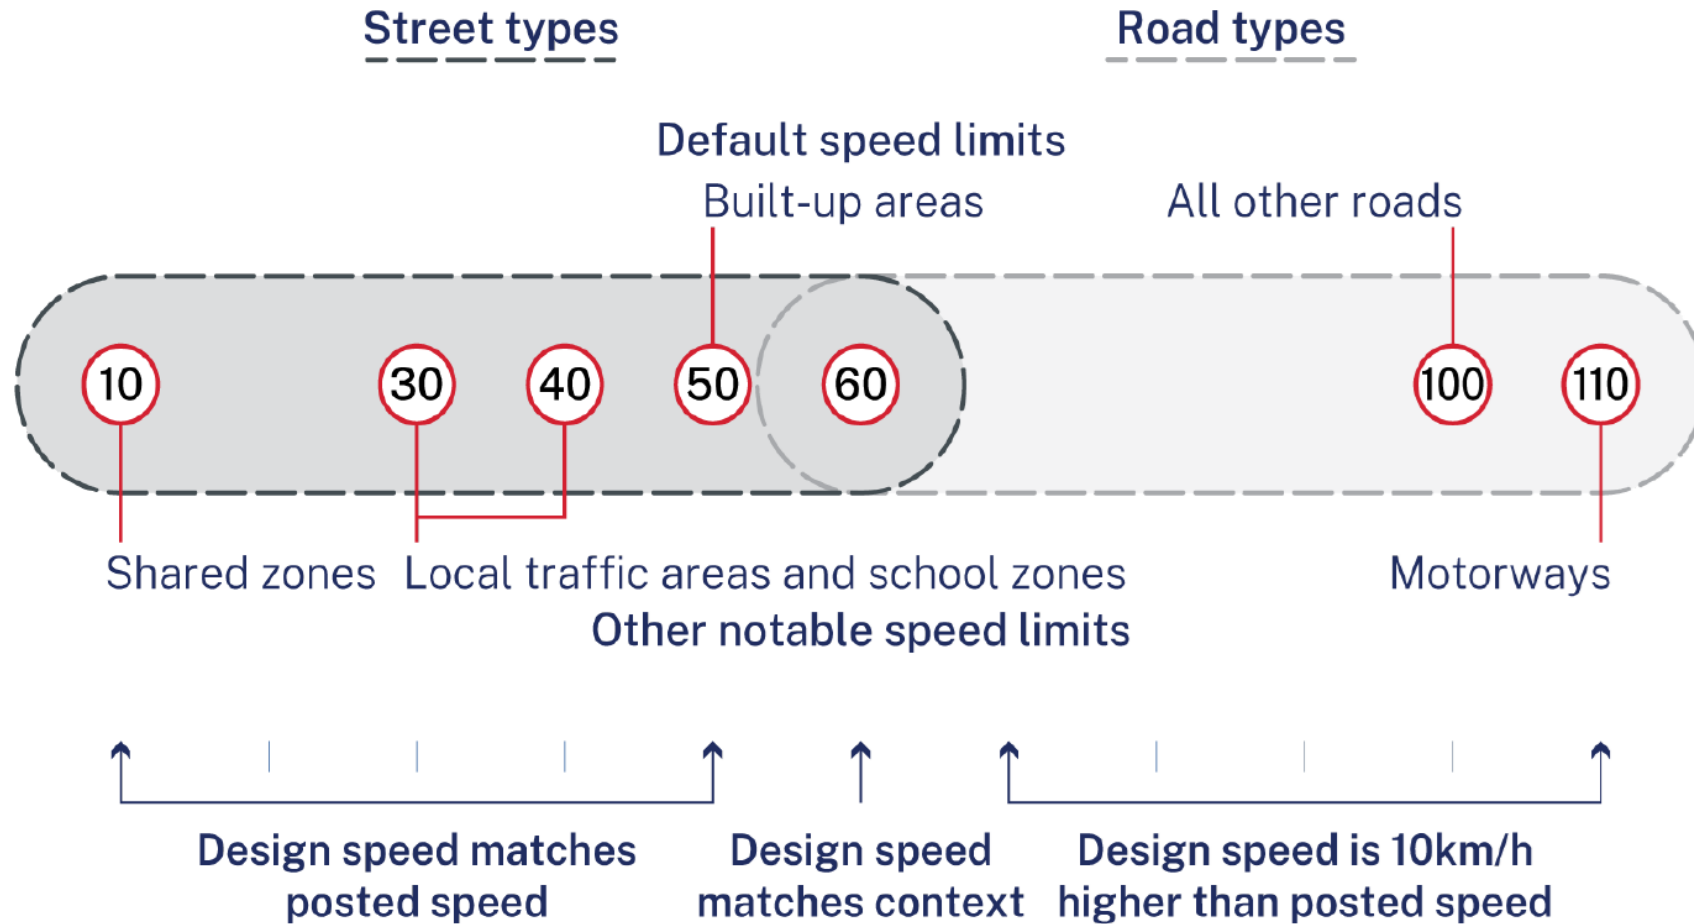 Street types
Road types
Default speed limits
Built-up areas
All other roads
10
30
40
50
60
100
110
Shared zones
Local traffic areas and school zones
Motorways
Other notable speed limits
Design speed matches
posted speed
Design speed
matches context
Design speed is 10km/h
higher than posted speed